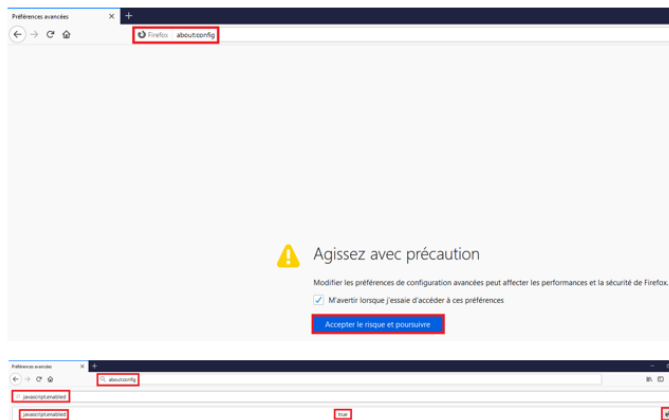 Préférences avancées
Firefox about:config
Agissez avec précaution
Modifier les préférences de configuration avancées peut affecter les performances et la sécurité de Firefox.
M'avertir lorsque j'essaie d'accéder à ces préférences
Accepter le risque et poursuivre
Préférences avancées
about:config
javascript.enabled
javascript.enabled true